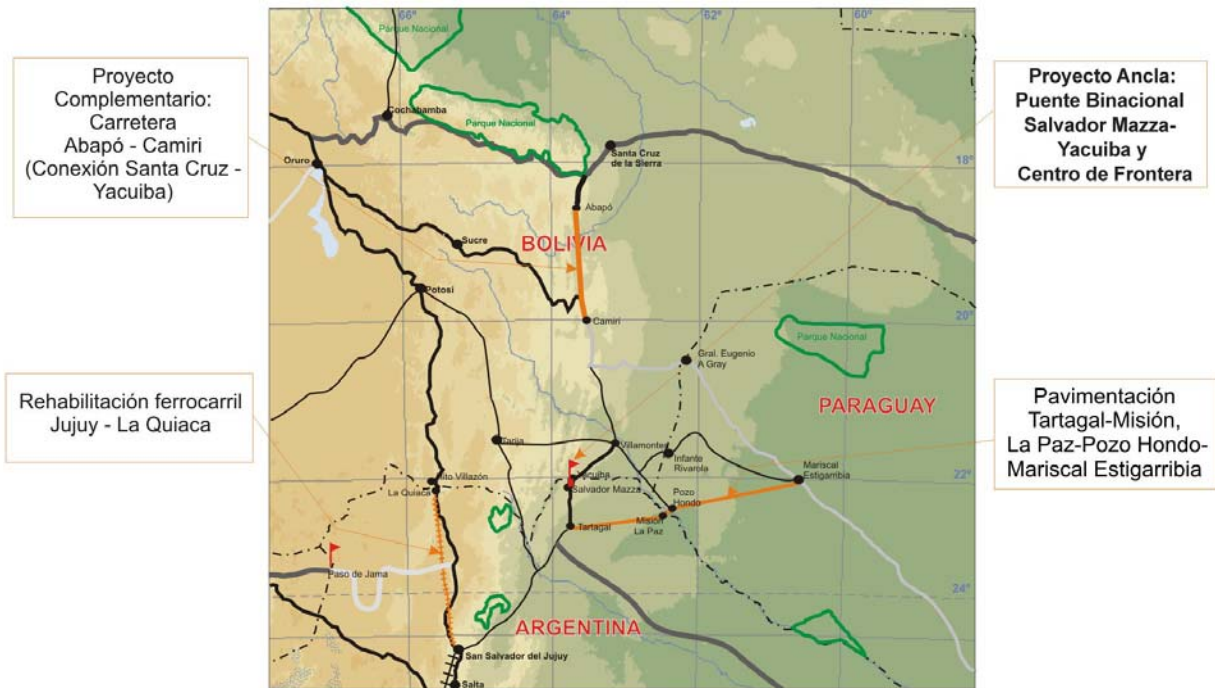 66°
64°
62°
60°
Parque Nacional
Proyecto
Complementario:
Carretera
Abapó - Camiri
(Conexión Santa Cruz -
Yacuiba)
Proyecto Ancla:
Puente Binacional
Salvador Mazza-
Yacuiba y
Centro de Frontera
Cochabamba
Parque Nacional
Santa Cruz
de la Sierra
Oruro
18°
Abapó
Sucre
BOLIVIA
Potosí
Camiri
20°
Parque Nacional
Gral. Eugenio
A Gray
Rehabilitación ferrocarril
Jujuy - La Quiaca
PARAGUAY
Pavimentación
Tartagal-Misión,
La Paz-Pozo Hondo-
Mariscal Estigarribia
Tarija
Villamontes
Infante
Rivarola
Mariscal
Estigarribia
22°
Yacuiba
Salvador Mazza
La Quiaca
Pozo
Hondo
Misión
La Paz
Tartagal
Paso de Jama
24°
ARGENTINA
San Salvador del Jujuy
Salta